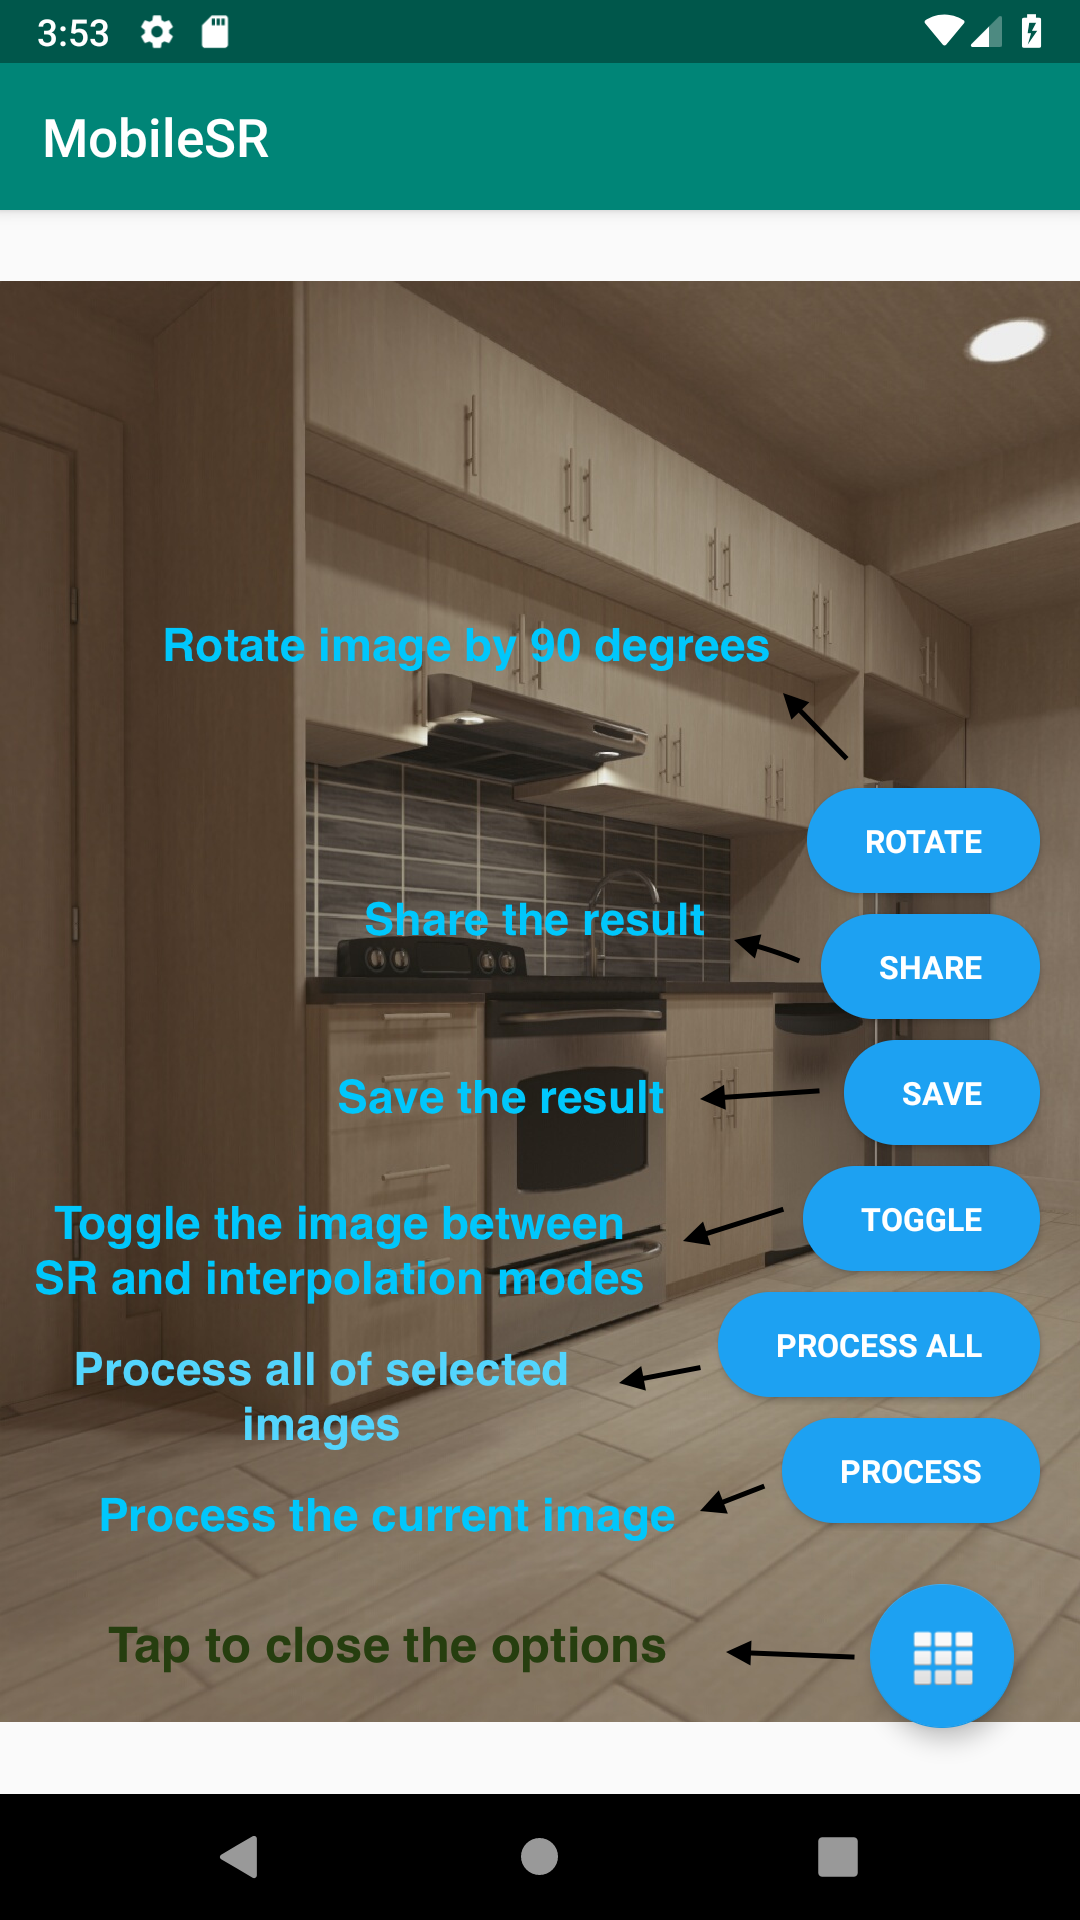 3:53
MobileSR
Rotate image by 90 degrees
ROTATE
Share the result
SHARE
Save the result
SAVE
Toggle the image between
SR and interpolation modes
TOGGLE
Process all of selected
images
PROCESS ALL
Process the current image
PROCESS
Tap to close the options